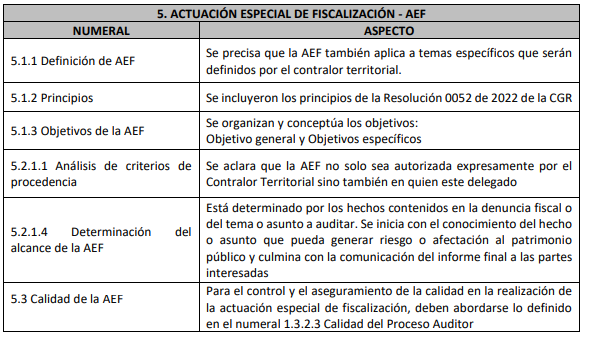 5. ACTUACIÓN ESPECIAL DE FISCALIZACIÓN - AEF
NUMERAL
ASPECTO
5.1.1 Definición de AEF
Se precisa que la AEF también aplica a temas específicos que serán
definidos por el contralor territorial.
5.1.2 Principios
Se incluyeron los principios de la Resolución 0052 de 2022 de la CGR
5.1.3 Objetivos de la AEF
Se organizan y conceptúa los objetivos:
Objetivo general y Objetivos específicos
5.2.1.1 Análisis de criterios de
procedencia
Se aclara que la AEF no solo sea autorizada expresamente por el
Contralor Territorial sino también en quien este delegado
5.2.1.4 Determinación del
alcance de la AEF
Está determinado por los hechos contenidos en la denuncia fiscal o
del tema o asunto a auditar. Se inicia con el conocimiento del hecho
o asunto que pueda generar riesgo o afectación al patrimonio
público y culmina con la comunicación del informe final a las partes
interesadas
5.3 Calidad de la AEF
Para el control y el aseguramiento de la calidad en la realización de
la actuación especial de fiscalización, deben abordarse lo definido
en el numeral 1.3.2.3 Calidad del Proceso Auditor